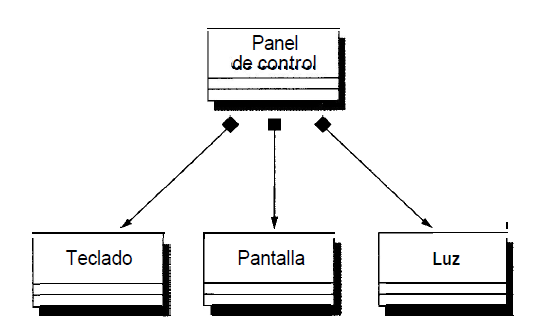 Panel
de control
Teclado
Pantalla
Luz